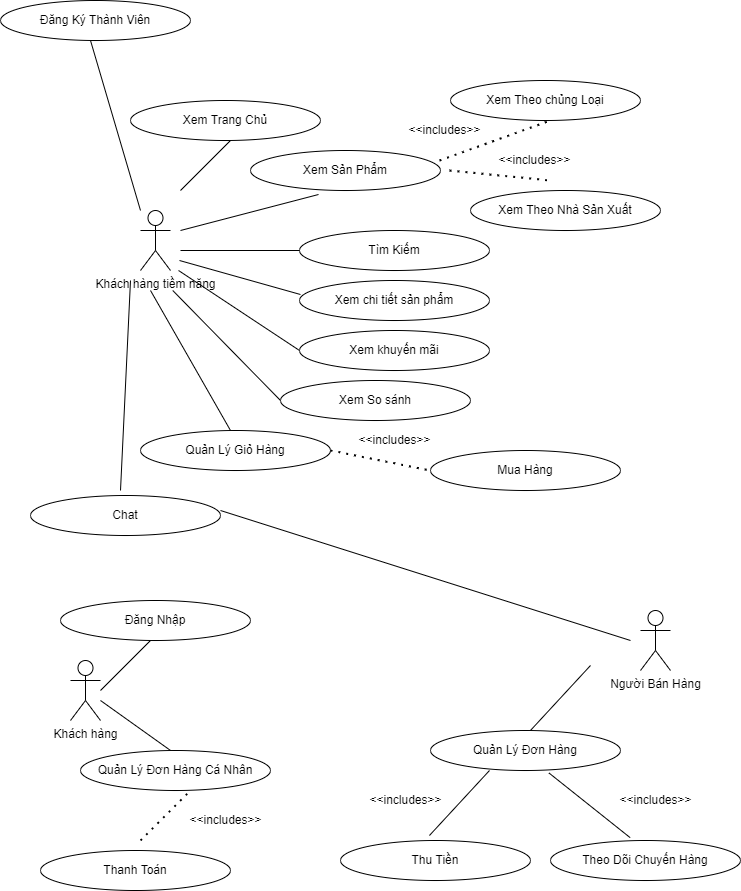 Đăng Ký Thành Viên
Xem Trang Chủ
Xem Theo chủng Loại
<<includes>>
Xem Sản Phẩm
<<includes>>
Xem Theo Nhà Sản Xuất
Tìm Kiếm
Khách hàng tiềm năng
Xem chi tiết sản phẩm
Xem khuyến mãi
Xem So sánh
Quản Lý Giỏ Hàng
<<includes>>
Mua Hàng
Chat
Đăng Nhập
Người Bán Hàng
Khách hàng
Quản Lý Đơn Hàng
Quản Lý Đơn Hàng Cá Nhân
<<includes>>
<<includes>>
<<includes>>
Thanh Toán
Thu Tiền
Theo Dõi Chuyến Hàng